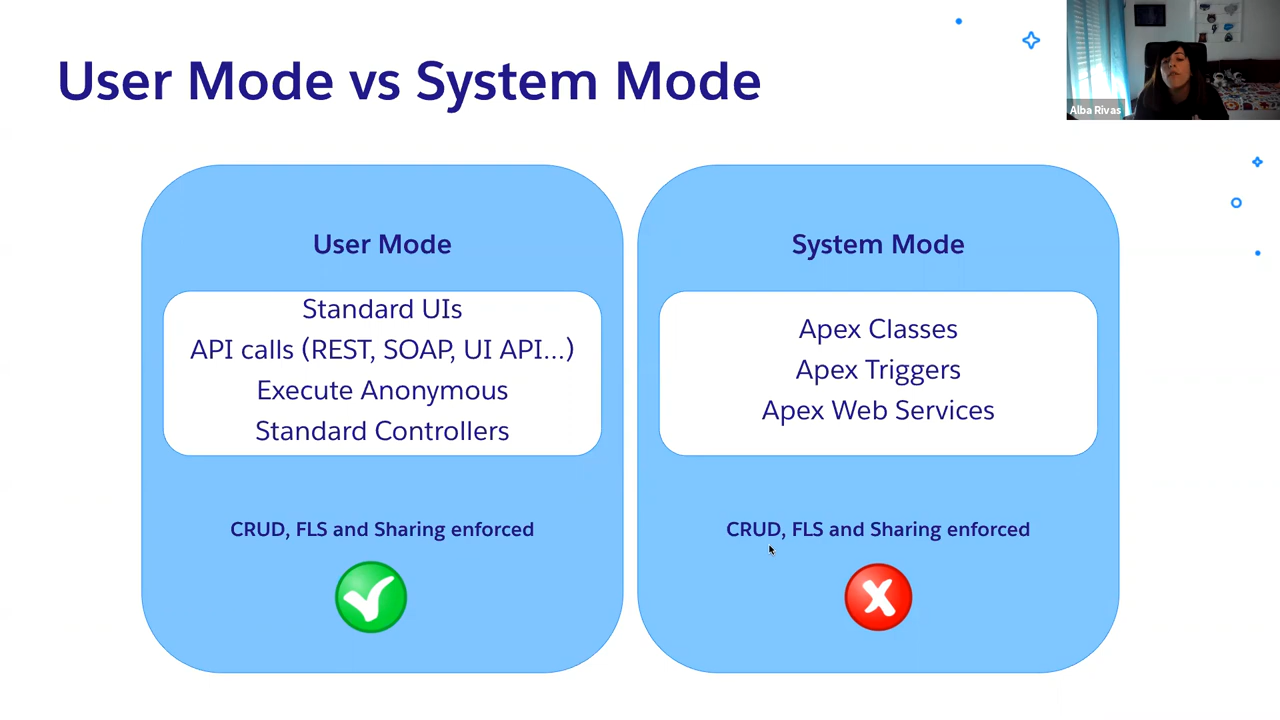 User Mode vs System Mode
Alba Rivas
User Mode
Standard UIs
API calls (REST, SOAP, UI API...)
Execute Anonymous
Standard Controllers
CRUD, FLS and Sharing enforced
System Mode
Apex Classes
Apex Triggers
Apex Web Services
CRUD, FLS and Sharing enforced